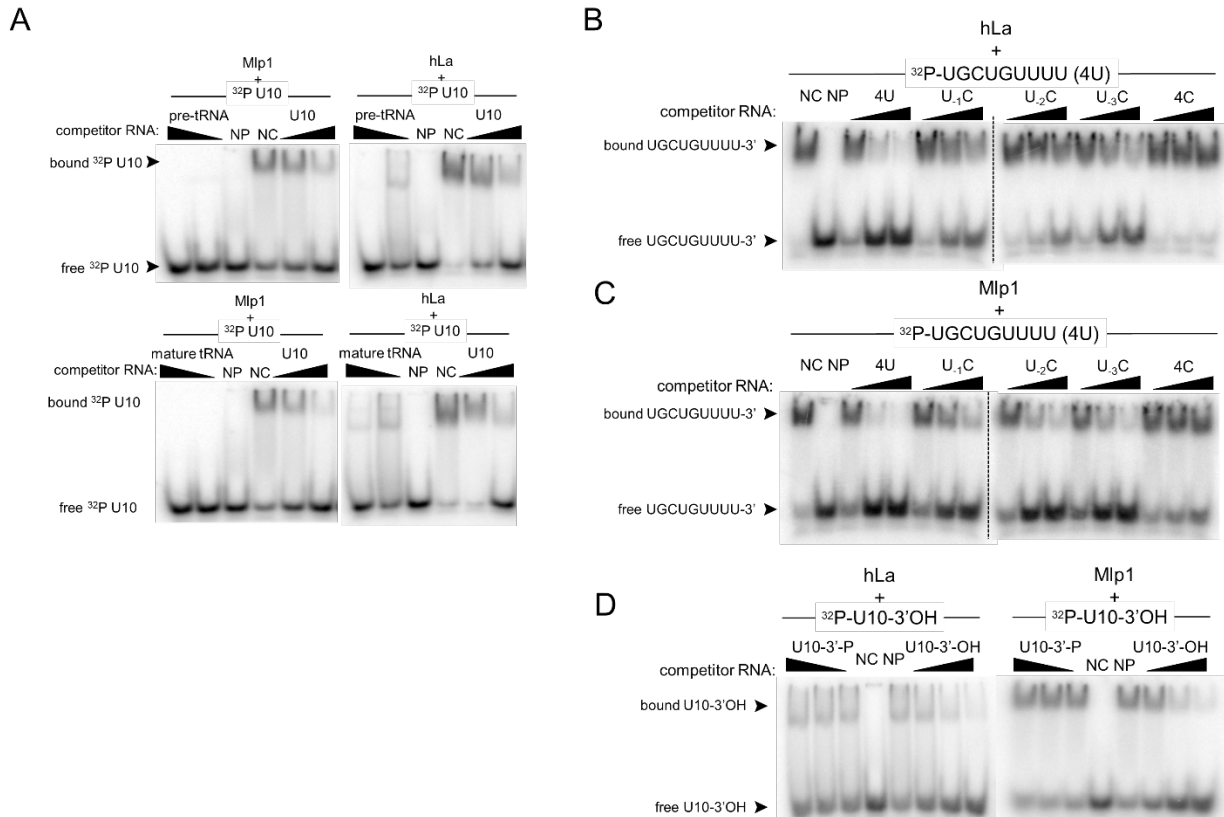 A
Mlp1
+
³²P U10
hLa
+
³²P U10
competitor RNA:
pre-tRNA NP NC U10
pre-tRNA NP NC U10
bound ³²P U10
free ³²P U10
Mlp1
+
³²P U10
hLa
+
³²P U10
competitor RNA:
mature tRNA NP NC U10
mature tRNA NP NC U10
bound ³²P U10
free ³²P U10
B
hLa
+
³²P-UGCUGUUUU (4U)
competitor RNA:
NC NP 4U U₋₁C U₋₂C U₋₃C 4C
bound UGCUGUUUU-3’
free UGCUGUUUU-3’
C
Mlp1
+
³²P-UGCUGUUUU (4U)
competitor RNA:
NC NP 4U U₋₁C U₋₂C U₋₃C 4C
bound UGCUGUUUU-3’
free UGCUGUUUU-3’
D
hLa
+
³²P-U10-3’OH
Mlp1
+
³²P-U10-3’OH
competitor RNA:
U10-3’-P NC NP U10-3’-OH
U10-3’-P NC NP U10-3’-OH
bound U10-3’OH
free U10-3’OH